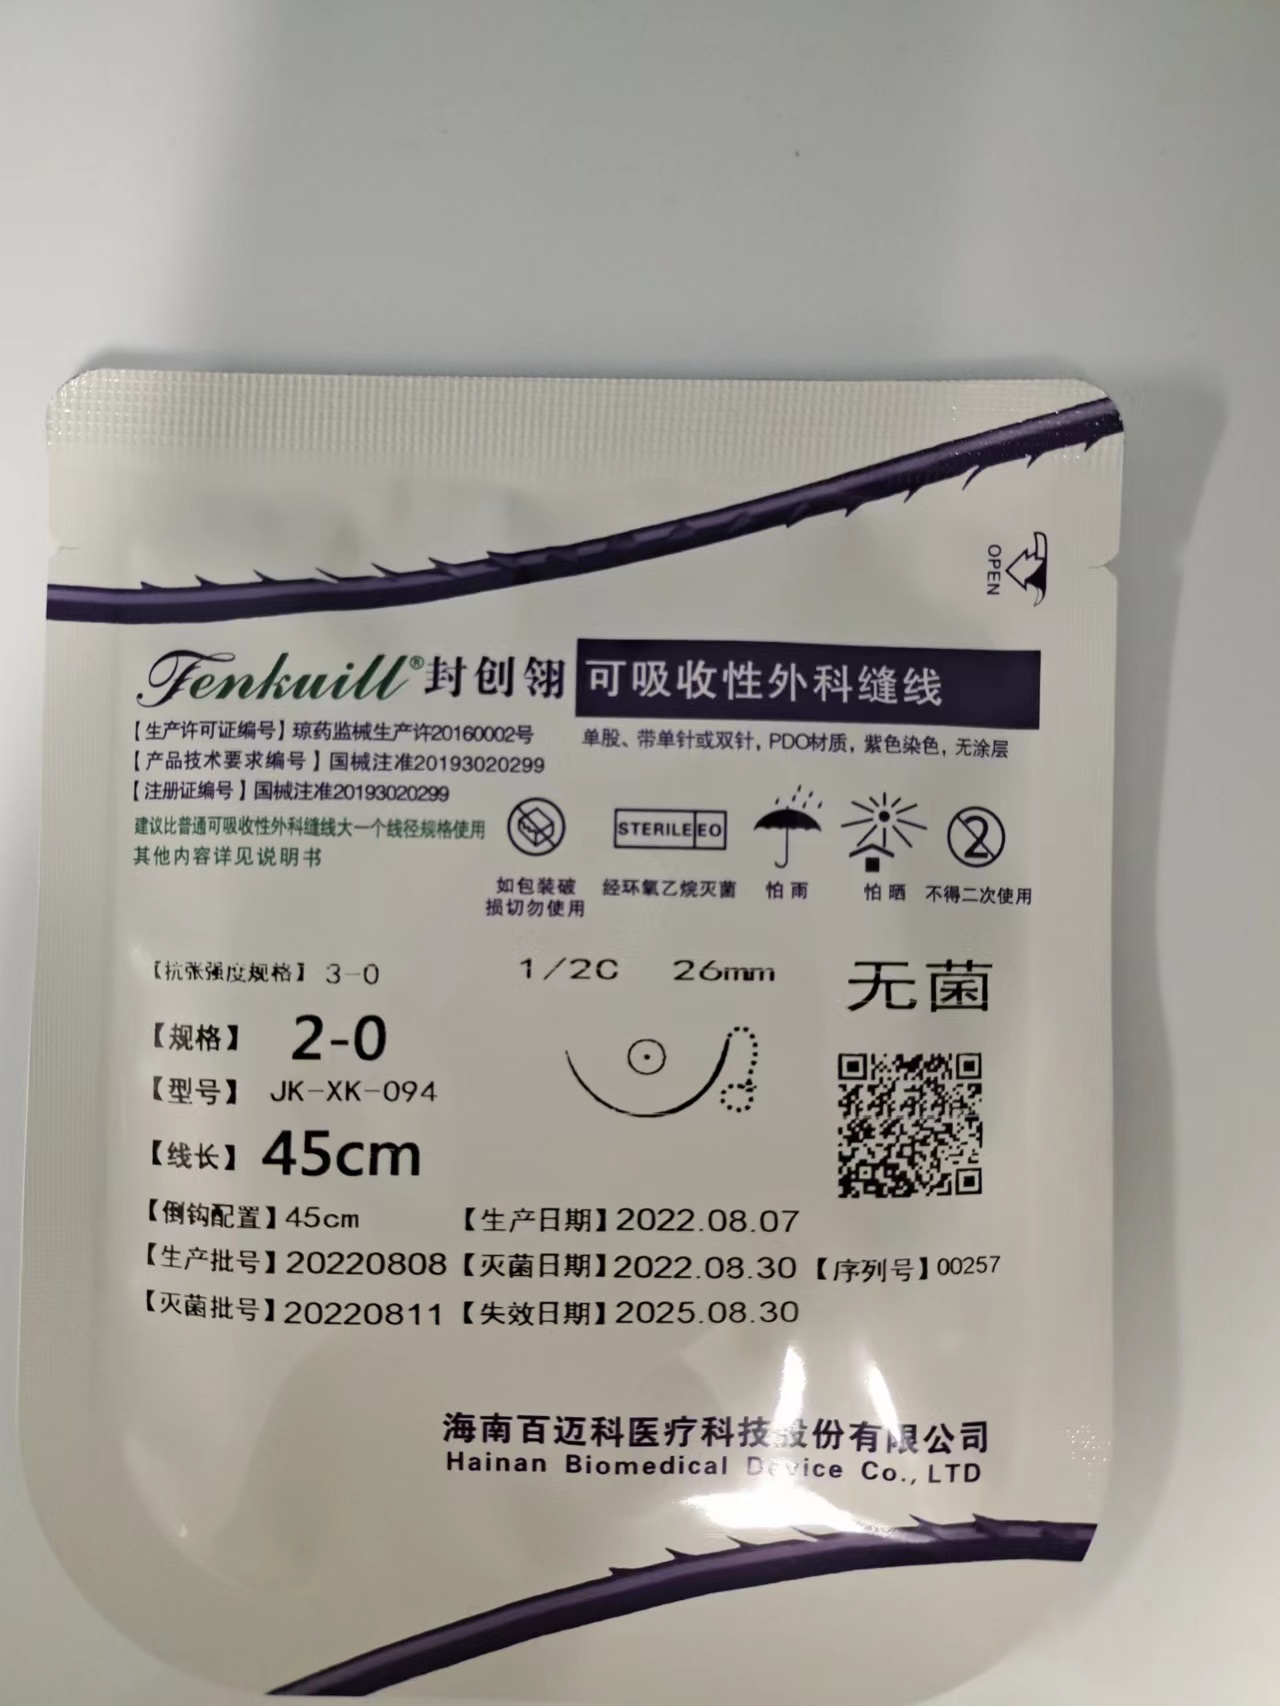 OPEN
Fenkuill® 封创翎 可吸收性外科缝线
【生产许可证编号】琼药监械生产许20160002号
单股、带单针或双针，PDO材质，紫色染色，无涂层
【产品技术要求编号】国械注准20193020299
【注册证编号】国械注准20193020299
建议比普通可吸收性外科缝线大一个线径规格使用
其他内容详见说明书
STERILE EO
2
如包装破
损切勿使用
经环氧乙烷灭菌
怕雨
怕晒
不得二次使用
【抗张强度规格】 3-0
1/2C 26mm
无菌
【规格】 2-0
【型号】 JK-XK-094
【线长】 45cm
【倒钩配置】45cm 【生产日期】2022.08.07
【生产批号】20220808 【灭菌日期】2022.08.30 【序列号】00257
【灭菌批号】20220811 【失效日期】2025.08.30
海南百迈科医疗科技股份有限公司
Hainan Biomedical Device Co., LTD